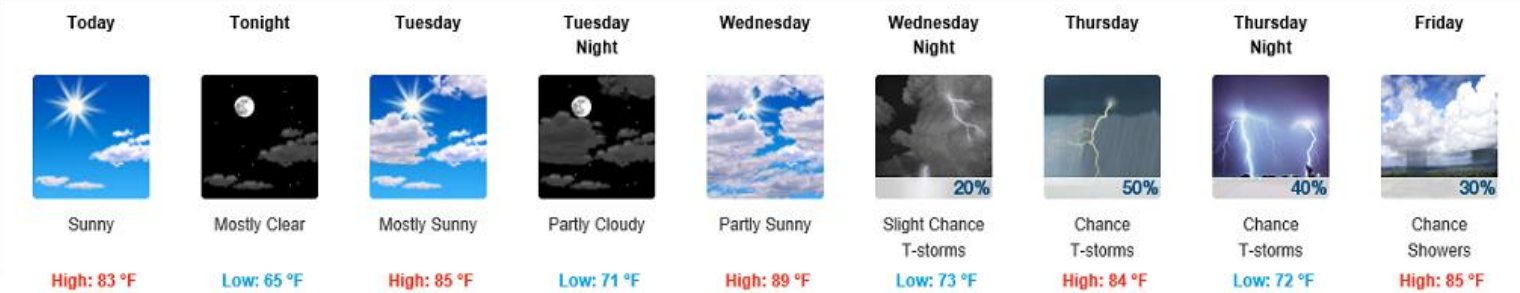 Today
Sunny
High: 83 °F
Tonight
Mostly Clear
Low: 65 °F
Tuesday
Mostly Sunny
High: 85 °F
Tuesday
Night
Partly Cloudy
Low: 71 °F
Wednesday
Partly Sunny
High: 89 °F
Wednesday
Night
20%
Slight Chance
T-storms
Low: 73 °F
Thursday
50%
Chance
T-storms
High: 84 °F
Thursday
Night
40%
Chance
T-storms
Low: 72 °F
Friday
30%
Chance
Showers
High: 85 °F